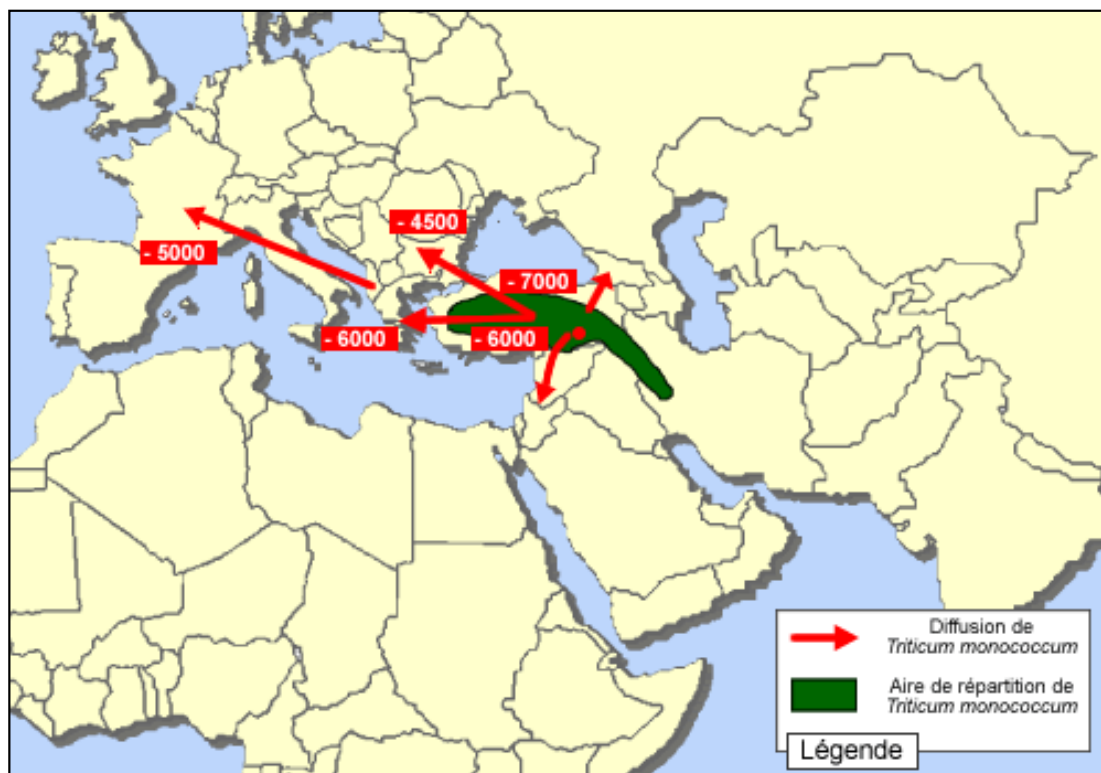 - 4500
- 5000
- 7000
- 6000
- 6000
Diffusion de
Triticum monococcum
Aire de répartition de
Triticum monococcum
Légende